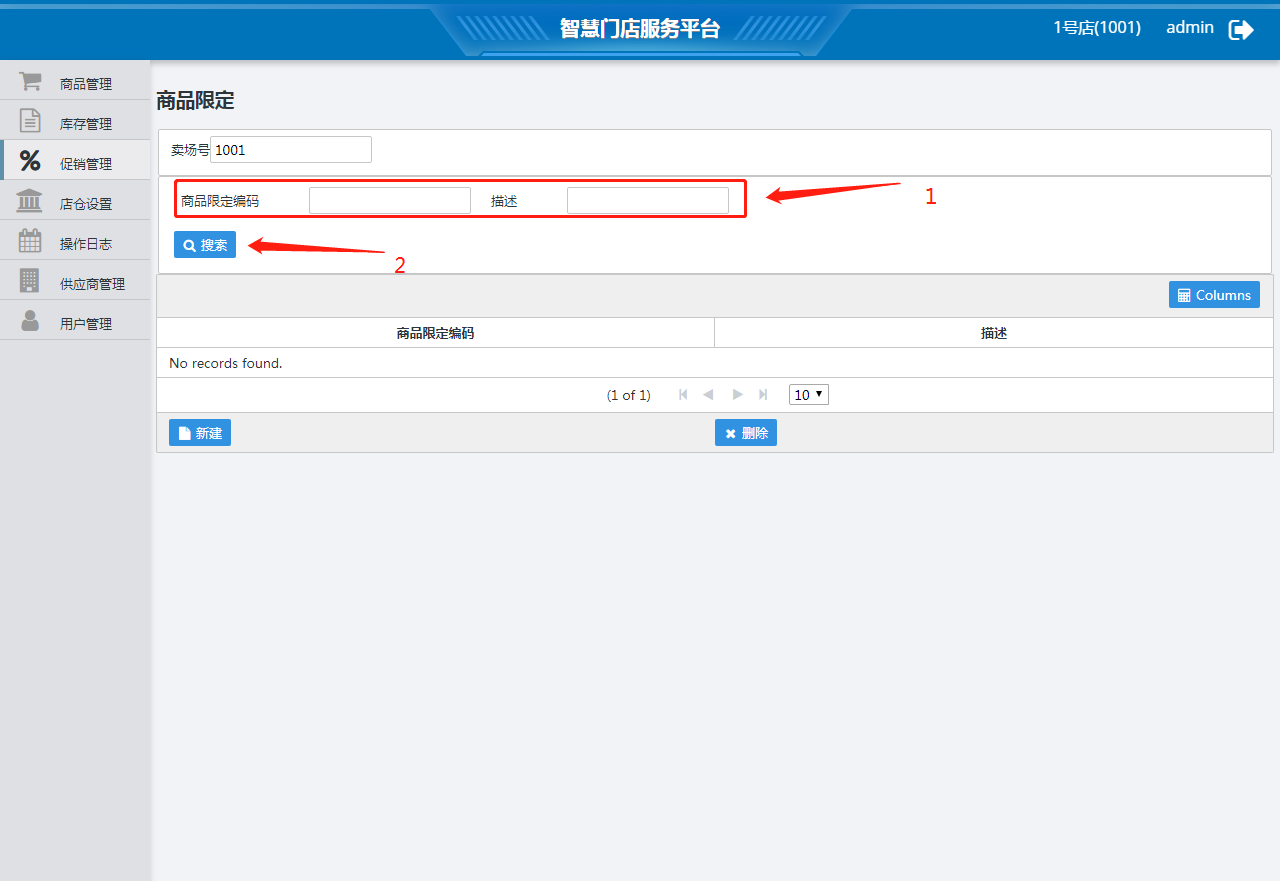 智慧门店服务平台
1号店(1001) admin
商品管理
库存管理
促销管理
店仓设置
操作日志
供应商管理
用户管理
商品限定
卖场号 1001
商品限定编码 描述 1
搜索 2
Columns
商品限定编码 描述
No records found.
(1 of 1) 10
新建 删除